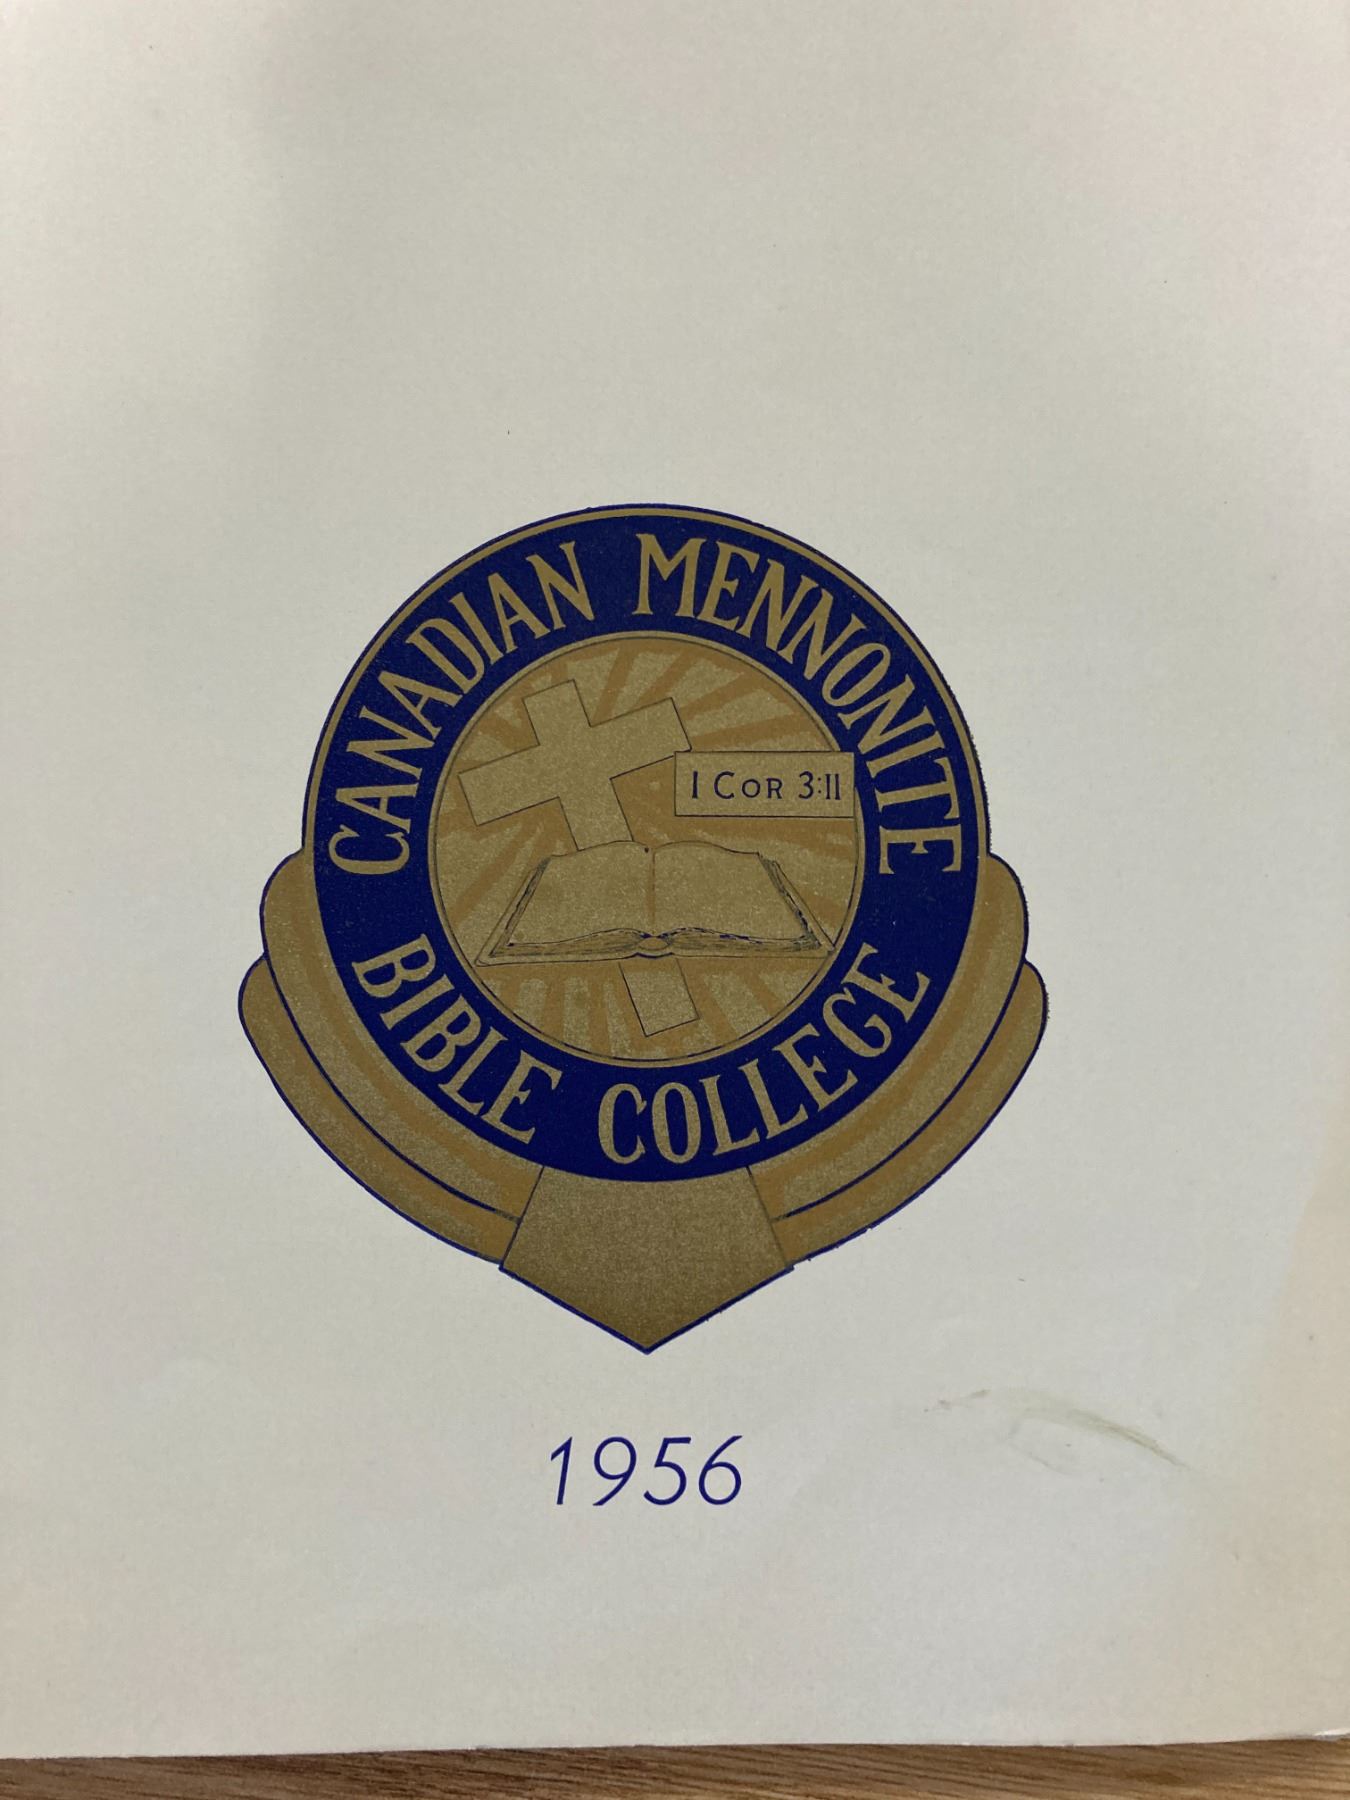 CANADIAN MENNONITE
I COR 3:11
BIBLE COLLEGE
1956